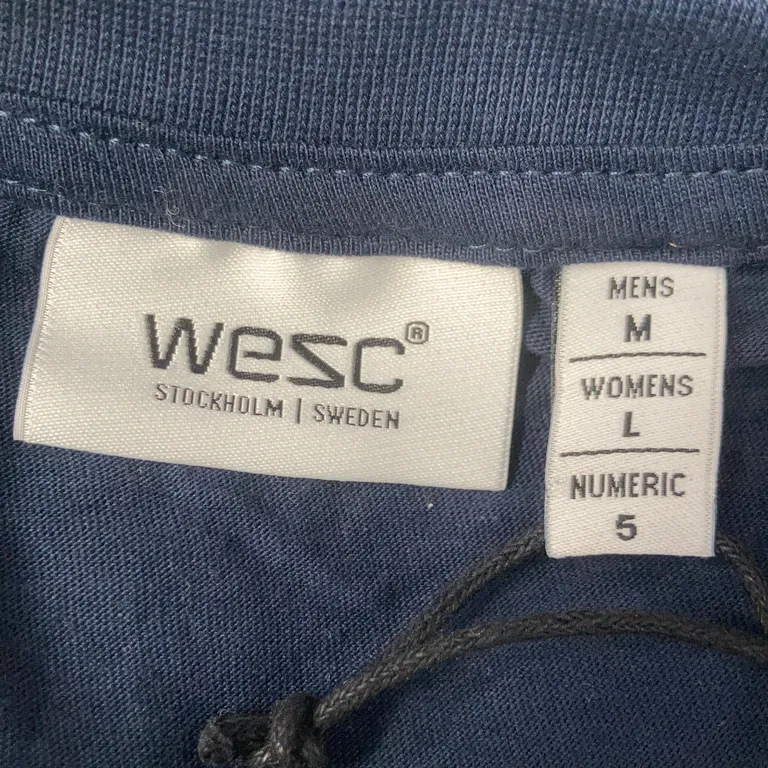 wesc®
STOCKHOLM | SWEDEN
MENS
M
WOMENS
L
NUMERIC
5